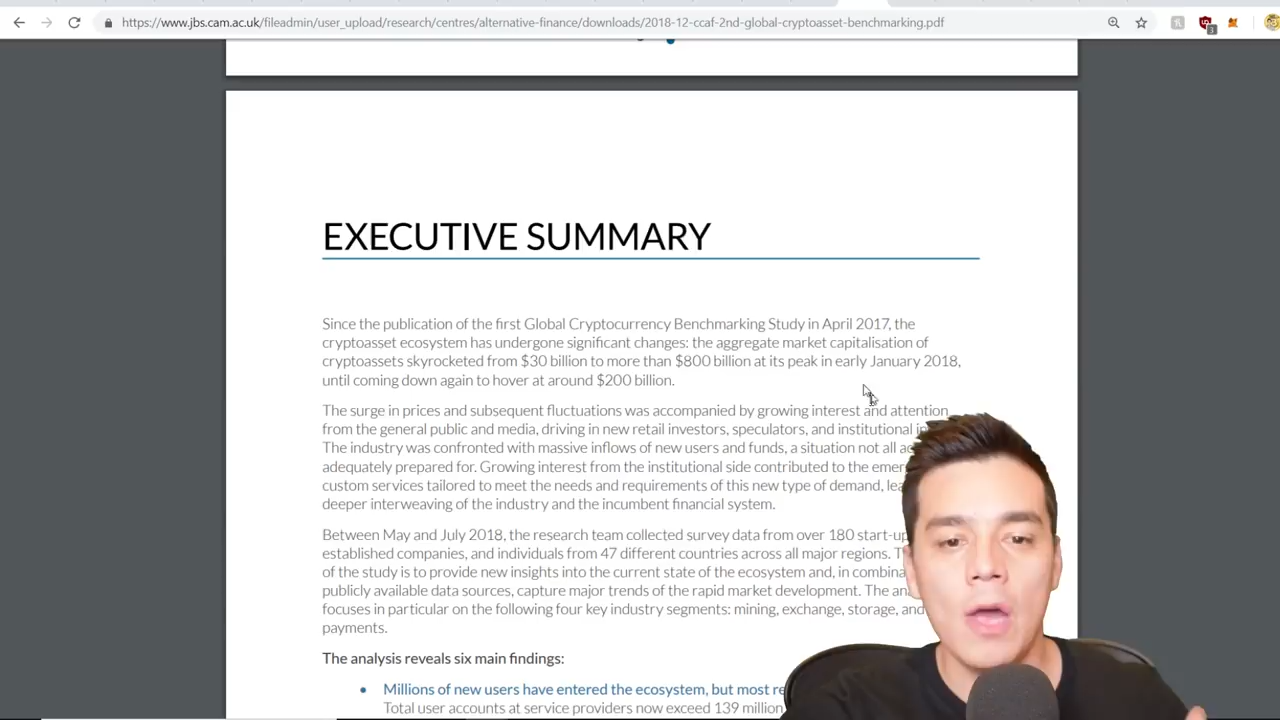 https://www.jbs.cam.ac.uk/fileadmin/user_upload/research/centres/alternative-finance/downloads/2018-12-ccaf-2nd-global-cryptoasset-benchmarking.pdf
3
EXECUTIVE SUMMARY
Since the publication of the first Global Cryptocurrency Benchmarking Study in April 2017, the
cryptoasset ecosystem has undergone significant changes: the aggregate market capitalisation of
cryptoassets skyrocketed from $30 billion to more than $800 billion at its peak in early January 2018,
until coming down again to hover at around $200 billion.
The surge in prices and subsequent fluctuations was accompanied by growing interest and attention
from the general public and media, driving in new retail investors, speculators, and institutional
The industry was confronted with massive inflows of new users and funds, a situation not all
adequately prepared for. Growing interest from the institutional side contributed to the
custom services tailored to meet the needs and requirements of this new type of demand,
deeper interweaving of the industry and the incumbent financial system.
Between May and July 2018, the research team collected survey data from over 180
established companies, and individuals from 47 different countries across all major regions.
of the study is to provide new insights into the current state of the ecosystem and, in
publicly available data sources, capture major trends of the rapid market development. The
focuses in particular on the following four key industry segments: mining, exchange, storage, and
payments.
The analysis reveals six main findings:
• Millions of new users have entered the ecosystem, but most
Total user accounts at service providers now exceed 139 million